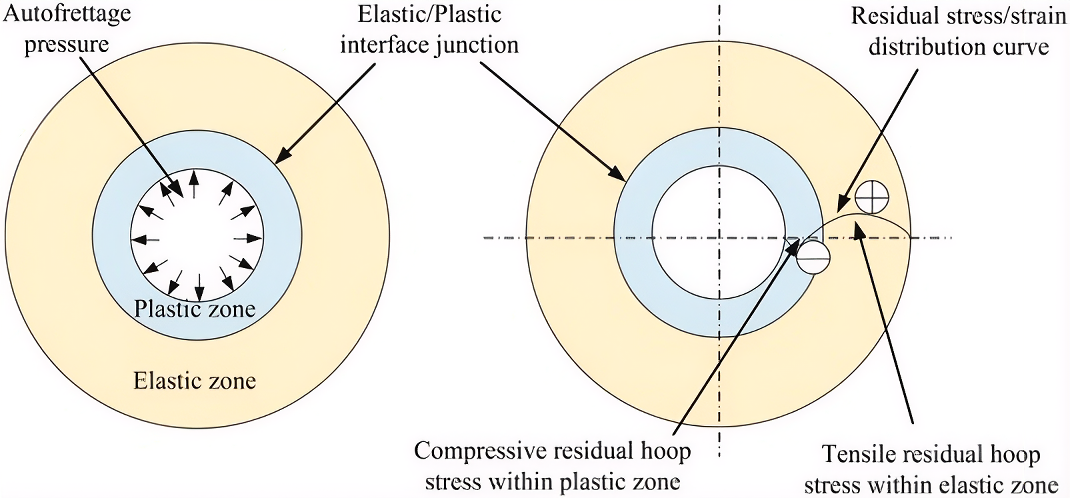 Autofrettage
pressure
Elastic/Plastic
interface junction
Residual stress/strain
distribution curve
Plastic zone
Elastic zone
Compressive residual hoop
stress within plastic zone
Tensile residual hoop
stress within elastic zone